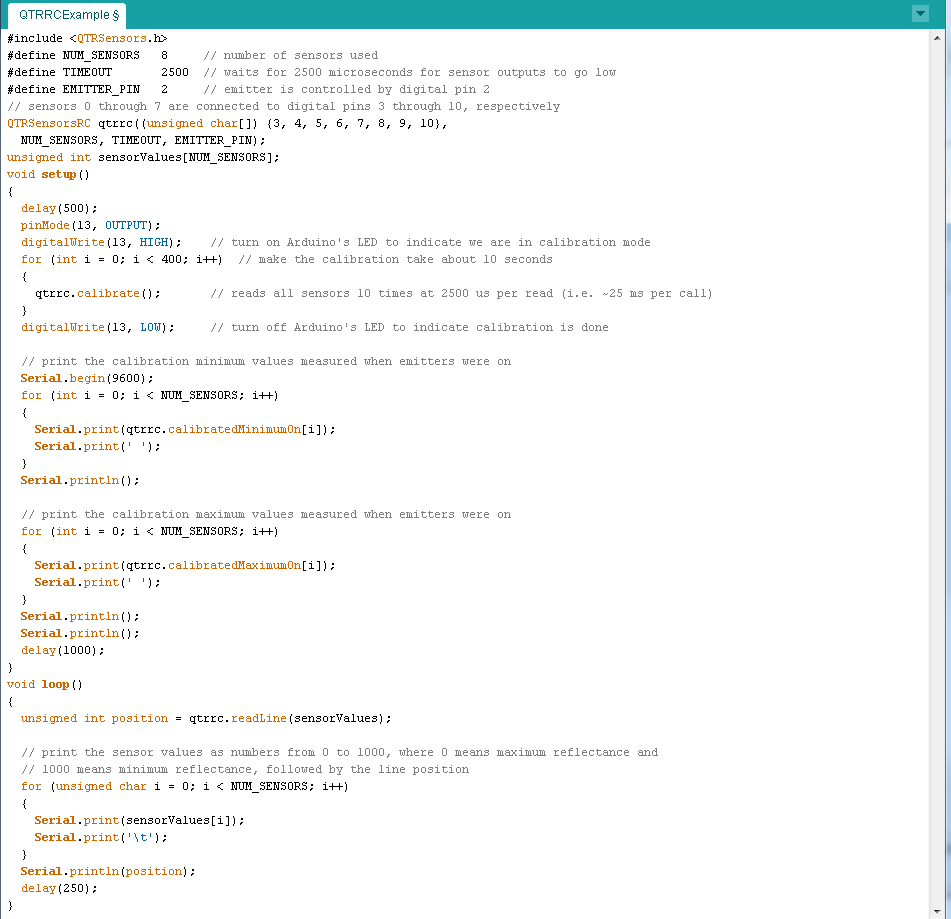 QTRRCExample §
#include <QTRSensors.h>
#define NUM_SENSORS   8     // number of sensors used
#define TIMEOUT       2500  // waits for 2500 microseconds for sensor outputs to go low
#define EMITTER_PIN   2     // emitter is controlled by digital pin 2
// sensors 0 through 7 are connected to digital pins 3 through 10, respectively
QTRSensorsRC qtrrc((unsigned char[]) {3, 4, 5, 6, 7, 8, 9, 10},
  NUM_SENSORS, TIMEOUT, EMITTER_PIN);
unsigned int sensorValues[NUM_SENSORS];
void setup()
{
  delay(500);
  pinMode(13, OUTPUT);
  digitalWrite(13, HIGH);    // turn on Arduino's LED to indicate we are in calibration mode
  for (int i = 0; i < 400; i++)  // make the calibration take about 10 seconds
  {
    qtrrc.calibrate();       // reads all sensors 10 times at 2500 us per read (i.e. ~25 ms per call)
  }
  digitalWrite(13, LOW);     // turn off Arduino's LED to indicate calibration is done

  // print the calibration minimum values measured when emitters were on
  Serial.begin(9600);
  for (int i = 0; i < NUM_SENSORS; i++)
  {
    Serial.print(qtrrc.calibratedMinimumOn[i]);
    Serial.print(' ');
  }
  Serial.println();

  // print the calibration maximum values measured when emitters were on
  for (int i = 0; i < NUM_SENSORS; i++)
  {
    Serial.print(qtrrc.calibratedMaximumOn[i]);
    Serial.print(' ');
  }
  Serial.println();
  Serial.println();
  delay(1000);
}
void loop()
{
  unsigned int position = qtrrc.readLine(sensorValues);

  // print the sensor values as numbers from 0 to 1000, where 0 means maximum reflectance and
  // 1000 means minimum reflectance, followed by the line position
  for (unsigned char i = 0; i < NUM_SENSORS; i++)
  {
    Serial.print(sensorValues[i]);
    Serial.print('\t');
  }
  Serial.println(position);
  delay(250);
}